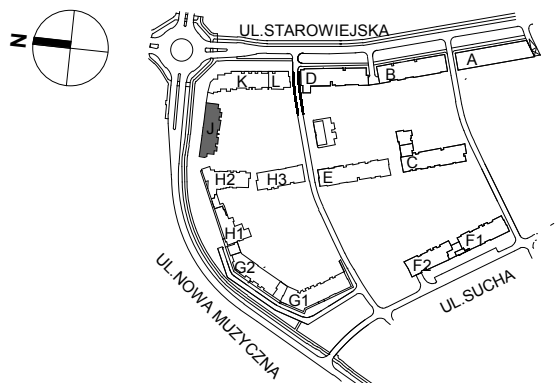 N
UL.STAROWIEJSKA
A
B
D
K
L
J
C
E
H2
H3
H1
F1
F2
G2
G1
UL.SUCHA
UL.NOWA MUZYCZNA